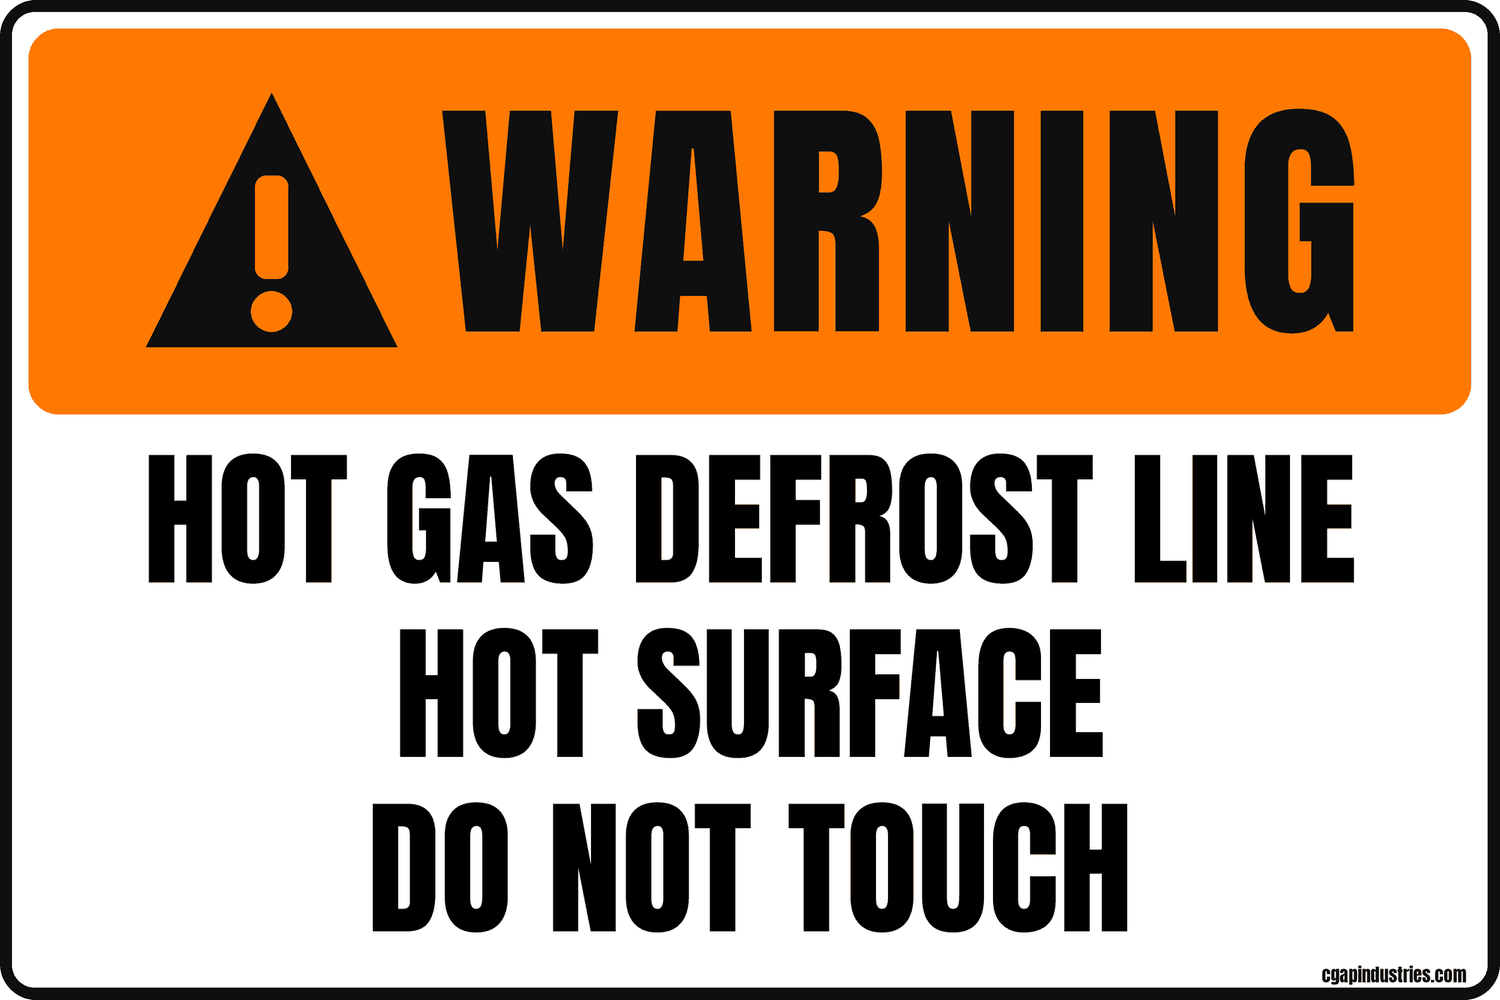 WARNING
HOT GAS DEFROST LINE
HOT SURFACE
DO NOT TOUCH
cgapindustries.com